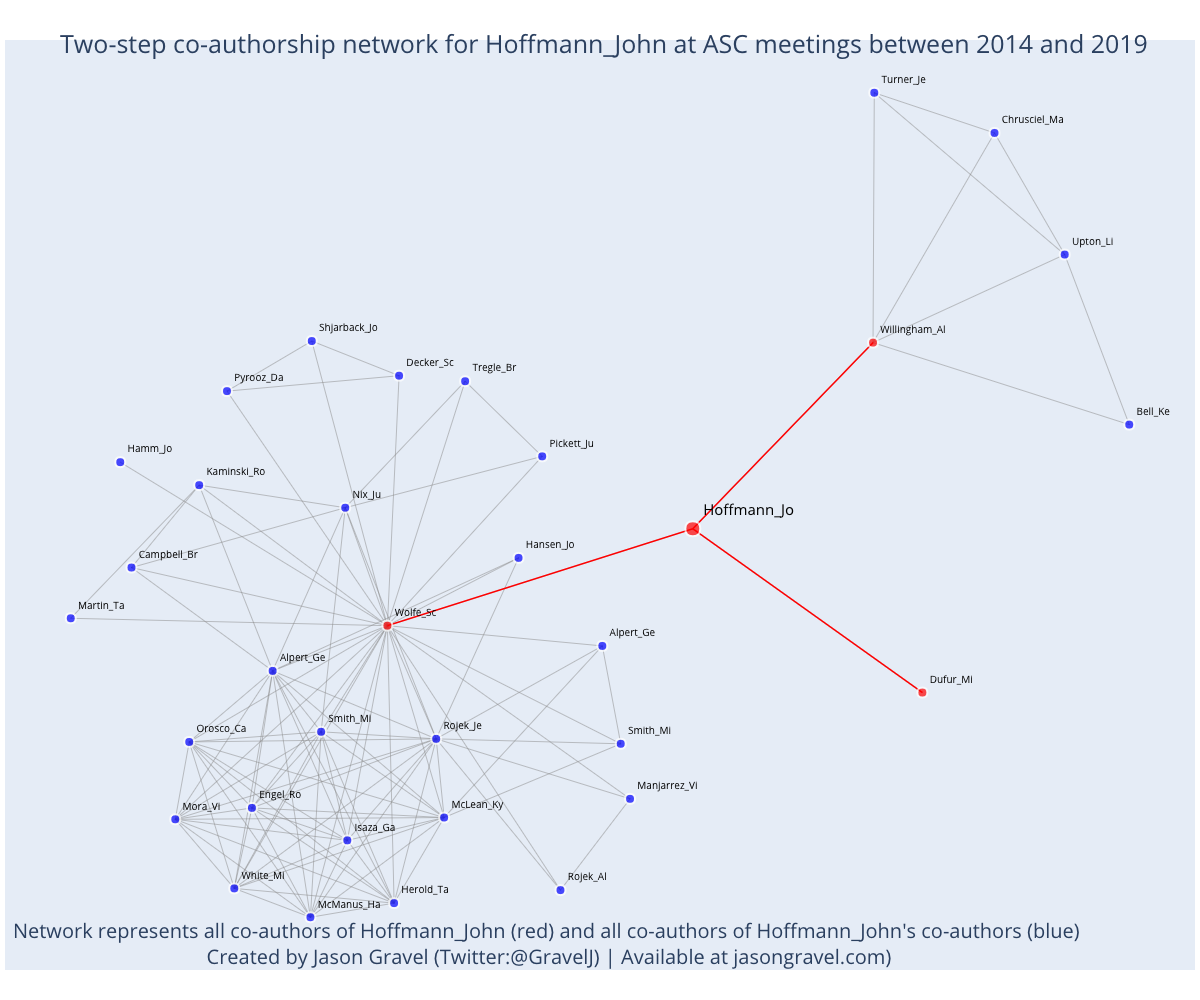 Two-step co-authorship network for Hoffmann_John at ASC meetings between 2014 and 2019
Turner_Je
Chrusciel_Ma
Upton_Li
Shjarback_Jo
Willingham_Al
Decker_Sc
Tregle_Br
Pyrooz_Da
Bell_Ke
Pickett_Ju
Hamm_Jo
Kaminski_Ro
Nix_Ju
Hoffmann_Jo
Hansen_Jo
Campbell_Br
Martin_Ta
Wolfe_Sc
Alpert_Ge
Alpert_Ge
Dufur_Mi
Smith_Mi
Rojek_Je
Orosco_Ca
Smith_Mi
Manjarrez_Vi
Engel_Ro
Mora_Vi
McLean_Ky
Isaza_Ga
White_Mi
Rojek_Al
Herold_Ta
McManus_Ha
Network represents all co-authors of Hoffmann_John (red) and all co-authors of Hoffmann_John's co-authors (blue)
Created by Jason Gravel (Twitter:@GravelJ) | Available at jasongravel.com)